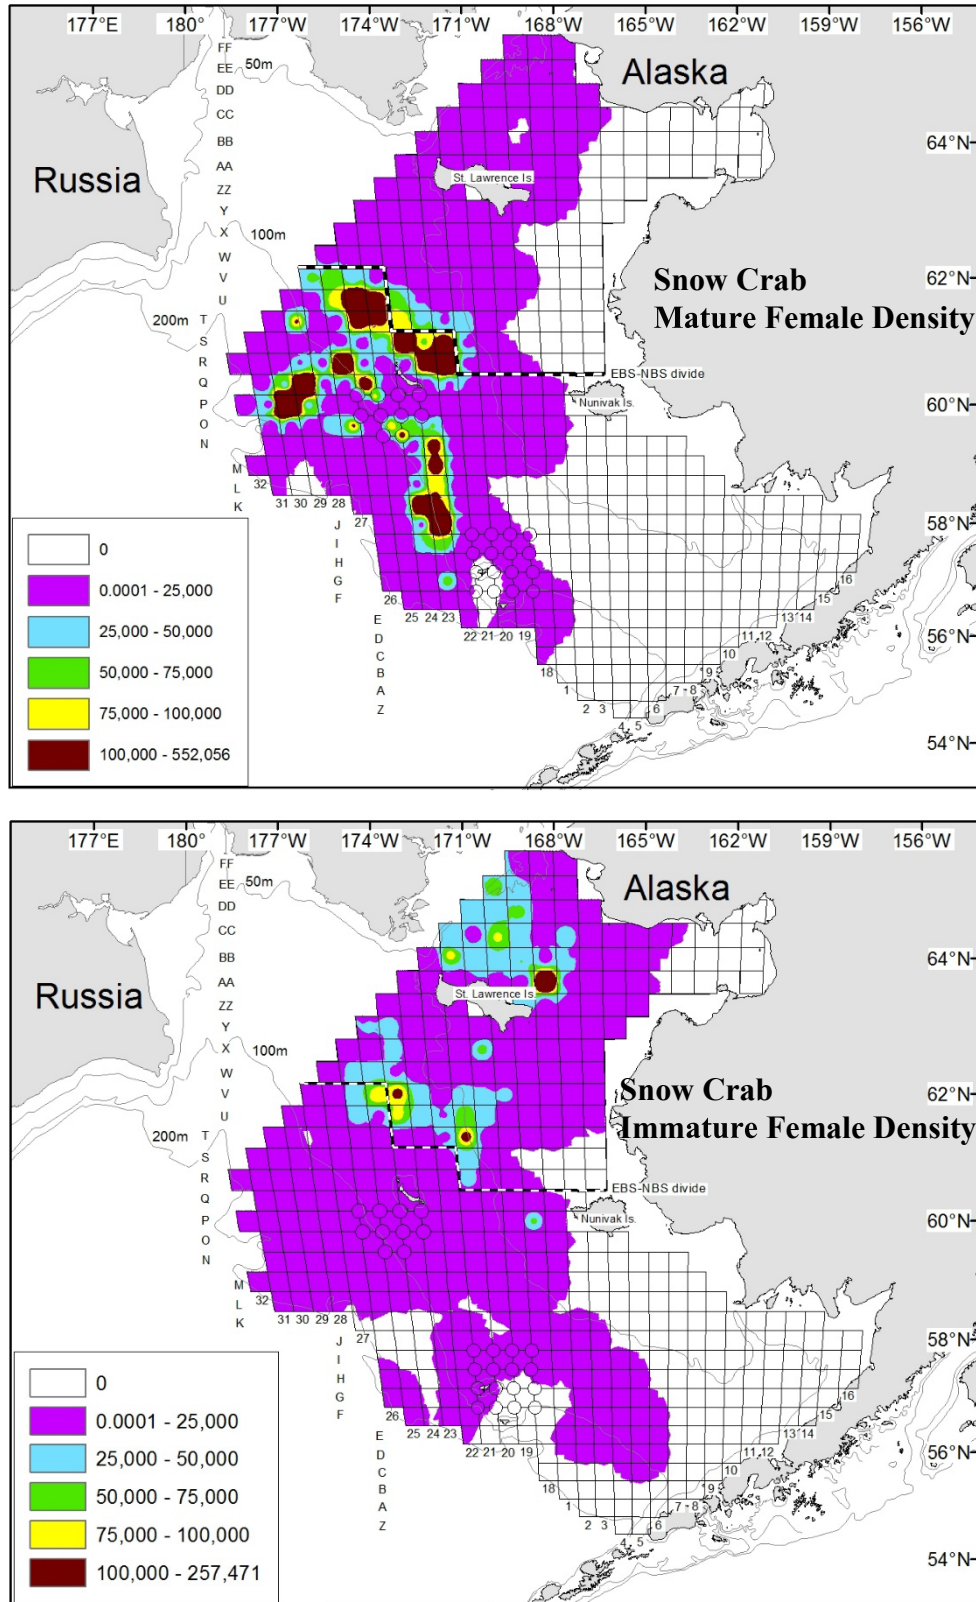 177°E 180° 177°W 174°W 171°W 168°W 165°W 162°W 159°W 156°W
FF
EE
DD
CC
BB
AA
ZZ
Y
X
W
V
U
T
S
R
Q
P
O
N
M
L
K
J
I
H
G
F
E
D
C
B
A
Z
50m
100m
200m
Alaska
Russia
St. Lawrence Is.
64°N
62°N
60°N
58°N
56°N
54°N
Snow Crab
Mature Female Density
EBS-NBS divide
Nunivak Is.
32
31 30 29 28
27
26
25 24 23
22 21 20 19
18
1
2 3
4 5
6
7 8
9
10
11 12
13 14
15
16
0
0.0001 - 25,000
25,000 - 50,000
50,000 - 75,000
75,000 - 100,000
100,000 - 552,056
177°E 180° 177°W 174°W 171°W 168°W 165°W 162°W 159°W 156°W
FF
EE
DD
CC
BB
AA
ZZ
Y
X
W
V
U
T
S
R
Q
P
O
N
M
L
K
J
I
H
G
F
E
D
C
B
A
Z
50m
100m
200m
Alaska
Russia
St. Lawrence Is.
64°N
62°N
60°N
58°N
56°N
54°N
Snow Crab
Immature Female Density
EBS-NBS divide
Nunivak Is.
32
31 30 29 28
27
26
25 24 23
22 21 20 19
18
1
2 3
4 5
6
7 8
9
10
11 12
13 14
15
16
0
0.0001 - 25,000
25,000 - 50,000
50,000 - 75,000
75,000 - 100,000
100,000 - 257,471